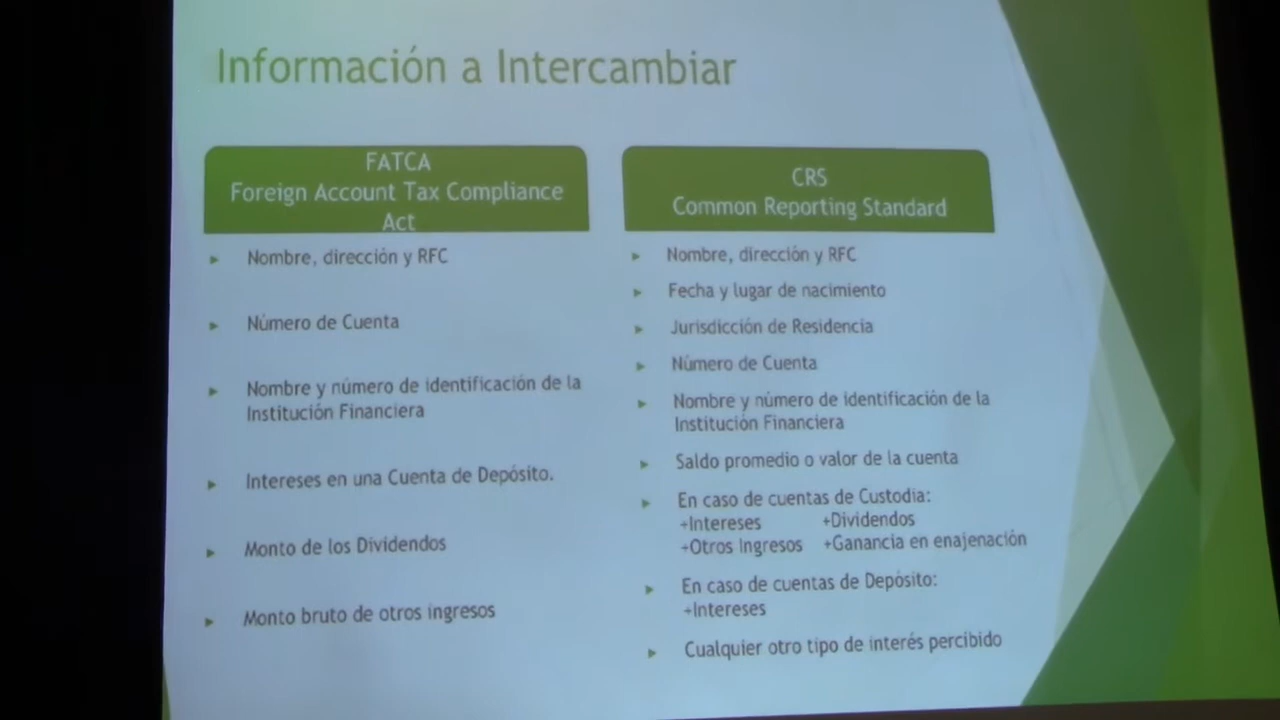 Información a Intercambiar
FATCA
Foreign Account Tax Compliance
Act
Nombre, dirección y RFC
Número de Cuenta
Nombre y número de identificación de la
Institución Financiera
Intereses en una Cuenta de Depósito.
Monto de los Dividendos
Monto bruto de otros ingresos
CRS
Common Reporting Standard
Nombre, dirección y RFC
Fecha y lugar de nacimiento
Jurisdicción de Residencia
Número de Cuenta
Nombre y número de identificación de la
Institución Financiera
Saldo promedio o valor de la cuenta
En caso de cuentas de Custodia:
+Intereses +Dividendos
+Otros Ingresos +Ganancia en enajenación
En caso de cuentas de Depósito:
+Intereses
Cualquier otro tipo de interés percibido